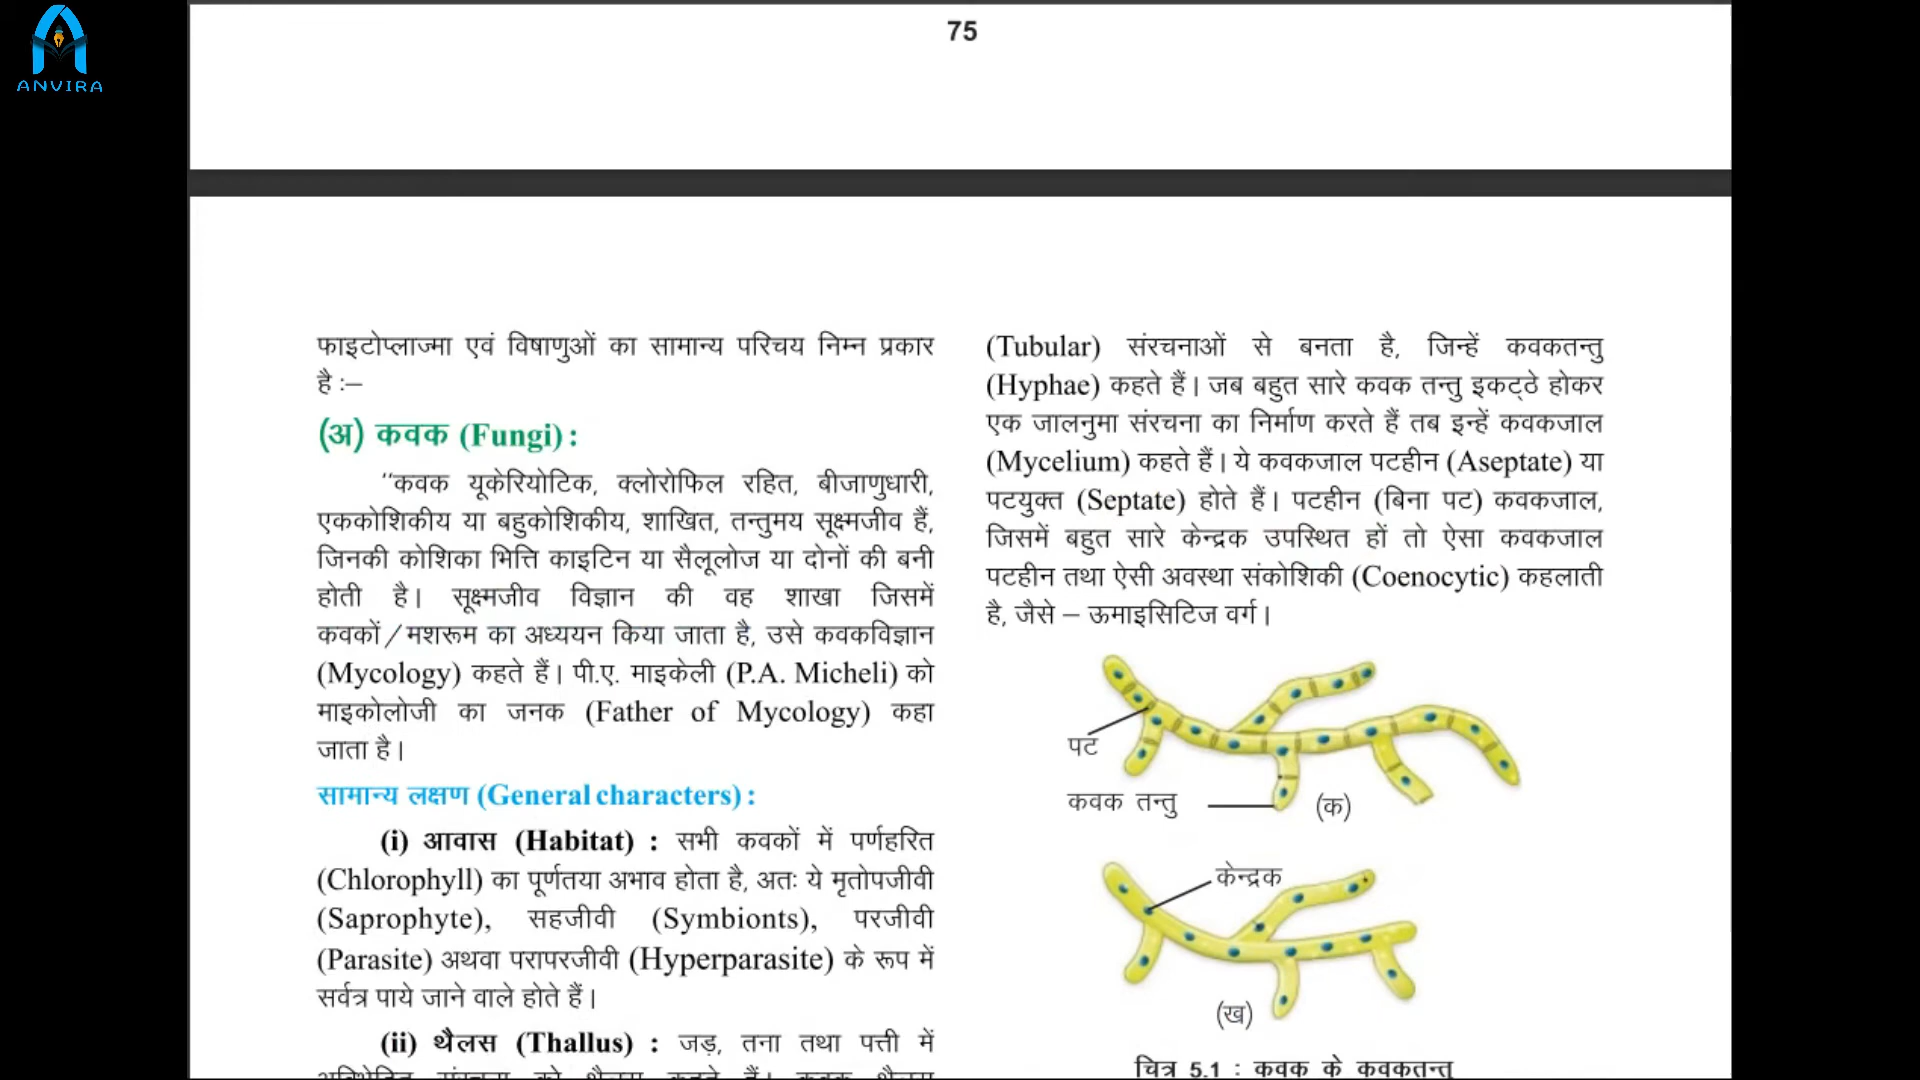 ANVIRA
75
फाइटोप्लाज्मा एवं विषाणुओं का सामान्य परिचय निम्न प्रकार
है :–
(अ) कवक (Fungi) :
‘‘कवक यूकेरियोटिक, क्लोरोफिल रहित, बीजाणुधारी,
एककोशिकीय या बहुकोशिकीय, शाखित, तन्तुमय सूक्ष्मजीव हैं,
जिनकी कोशिका भित्ति काइटिन या सैलूलोज या दोनों की बनी
होती है। सूक्ष्मजीव विज्ञान की वह शाखा जिसमें
कवकों/मशरूम का अध्ययन किया जाता है, उसे कवकविज्ञान
(Mycology) कहते हैं। पी.ए. माइकेली (P.A. Micheli) को
माइकोलोजी का जनक (Father of Mycology) कहा
जाता है।
सामान्य लक्षण (General characters) :
(i) आवास (Habitat) : सभी कवकों में पर्णहरित
(Chlorophyll) का पूर्णतया अभाव होता है, अतः ये मृतोपजीवी
(Saprophyte), सहजीवी (Symbionts), परजीवी
(Parasite) अथवा परापरजीवी (Hyperparasite) के रूप में
सर्वत्र पाये जाने वाले होते हैं।
(ii) थैलस (Thallus) : जड़, तना तथा पत्ती में
(Tubular) संरचनाओं से बनता है, जिन्हें कवकतन्तु
(Hyphae) कहते हैं। जब बहुत सारे कवक तन्तु इकट्ठे होकर
एक जालनुमा संरचना का निर्माण करते हैं तब इन्हें कवकजाल
(Mycelium) कहते हैं। ये कवकजाल पटहीन (Aseptate) या
पटयुक्त (Septate) होते हैं। पटहीन (बिना पट) कवकजाल,
जिसमें बहुत सारे केन्द्रक उपस्थित हों तो ऐसा कवकजाल
पटहीन तथा ऐसी अवस्था संकोशिकी (Coenocytic) कहलाती
है, जैसे – ऊमाइसिटिज वर्ग।
पट
कवक तन्तु
(क)
केन्द्रक
(ख)
चित्र 5.1 : कवक के कवकतन्तु